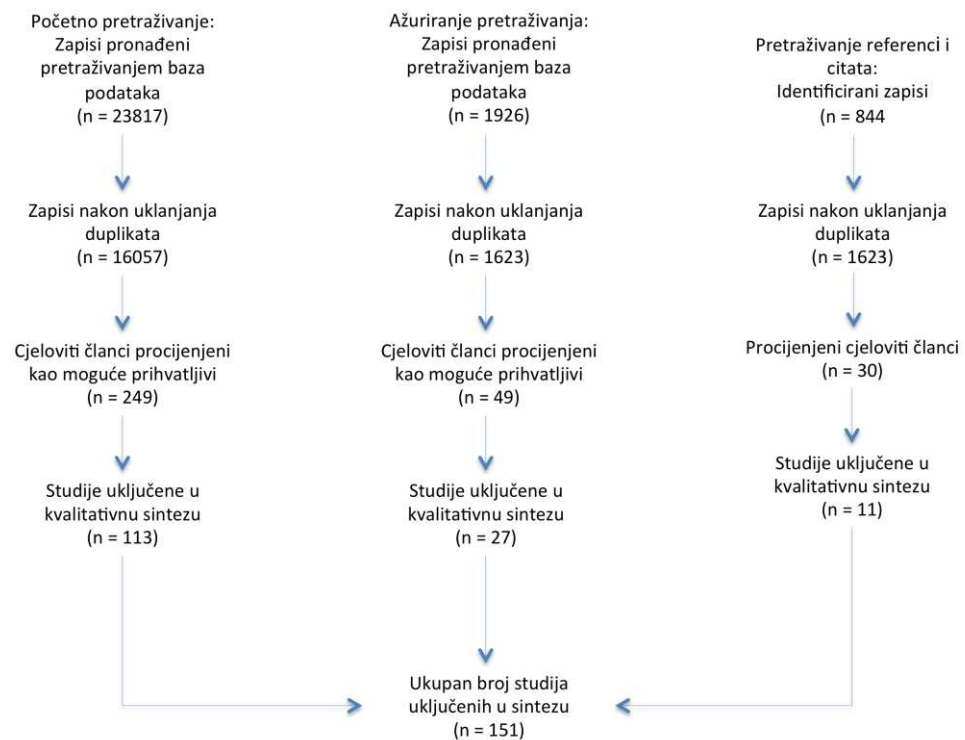 Početno pretraživanje:
Zapisi pronađeni
pretraživanjem baza
podataka
(n = 23817)
Zapisi nakon uklanjanja
duplikata
(n = 16057)
Cjeloviti članci procijenjeni
kao moguće prihvatljivi
(n = 249)
Studije uključene u
kvalitativnu sintezu
(n = 113)
Ažuriranje pretraživanja:
Zapisi pronađeni
pretraživanjem baza
podataka
(n = 1926)
Zapisi nakon uklanjanja
duplikata
(n = 1623)
Cjeloviti članci procijenjeni
kao moguće prihvatljivi
(n = 49)
Studije uključene u
kvalitativnu sintezu
(n = 27)
Pretraživanje referenci i
citata:
Identificirani zapisi
(n = 844
Zapisi nakon uklanjanja
duplikata
(n = 1623)
Procijenjeni cjeloviti članci
(n = 30)
Studije uključene u
kvalitativnu sintezu
(n = 11)
Ukupan broj studija
uključenih u sintezu
(n = 151)